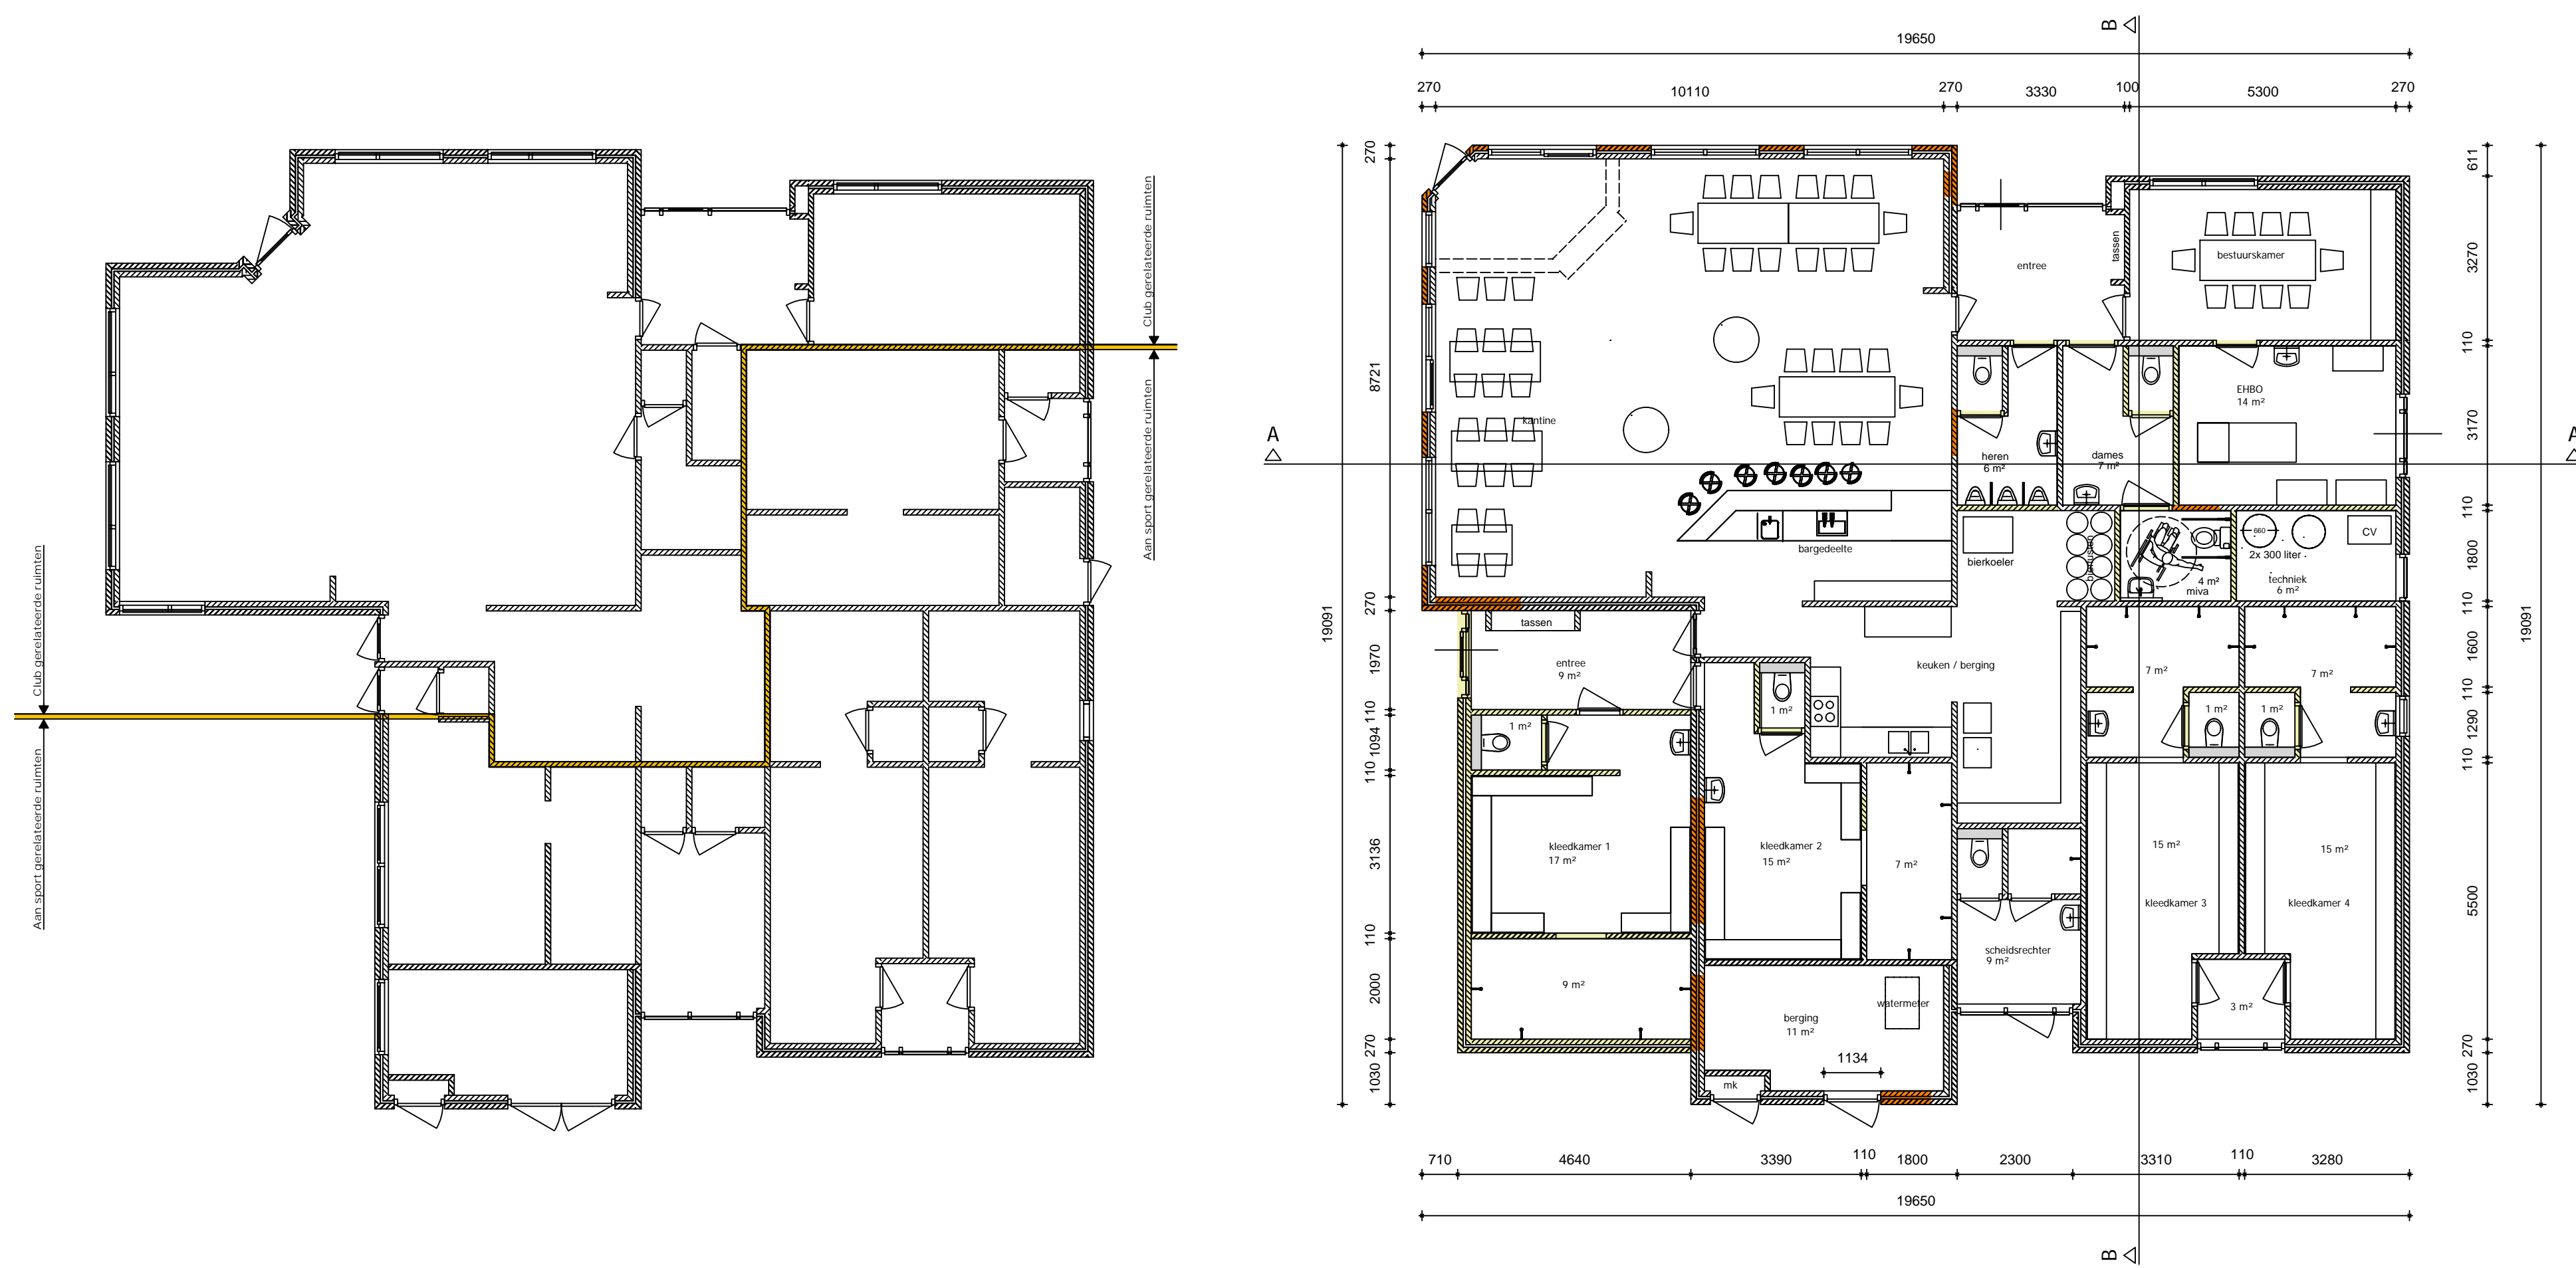 Club gerelateerde ruimten
Aan sport gerelateerde ruimten
Club gerelateerde ruimten
Aan sport gerelateerde ruimten
B
19650
270
10110
270
3330
100
5300
270
270
8721
270
1970
110
1094
110
3136
110
2000
270
1030
19091
611
3270
110
3170
110
1800
110
1600
110
1290
110
5500
270
1030
19091
A
A
entree
tassen
bestuurskamer
kantine
EHBO
14 m²
heren
6 m²
dames
7 m²
bargedeelte
bierkoeler
660
2x 300 liter
CV
techniek
6 m²
4 m²
miva
tassen
entree
9 m²
keuken / berging
7 m²
7 m²
1 m²
1 m²
1 m²
1 m²
kleedkamer 1
17 m²
kleedkamer 2
15 m²
7 m²
15 m²
15 m²
kleedkamer 3
kleedkamer 4
scheidsrechter
9 m²
9 m²
watermeter
berging
11 m²
3 m²
1134
mk
710
4640
3390
110
1800
2300
3310
110
3280
19650
B